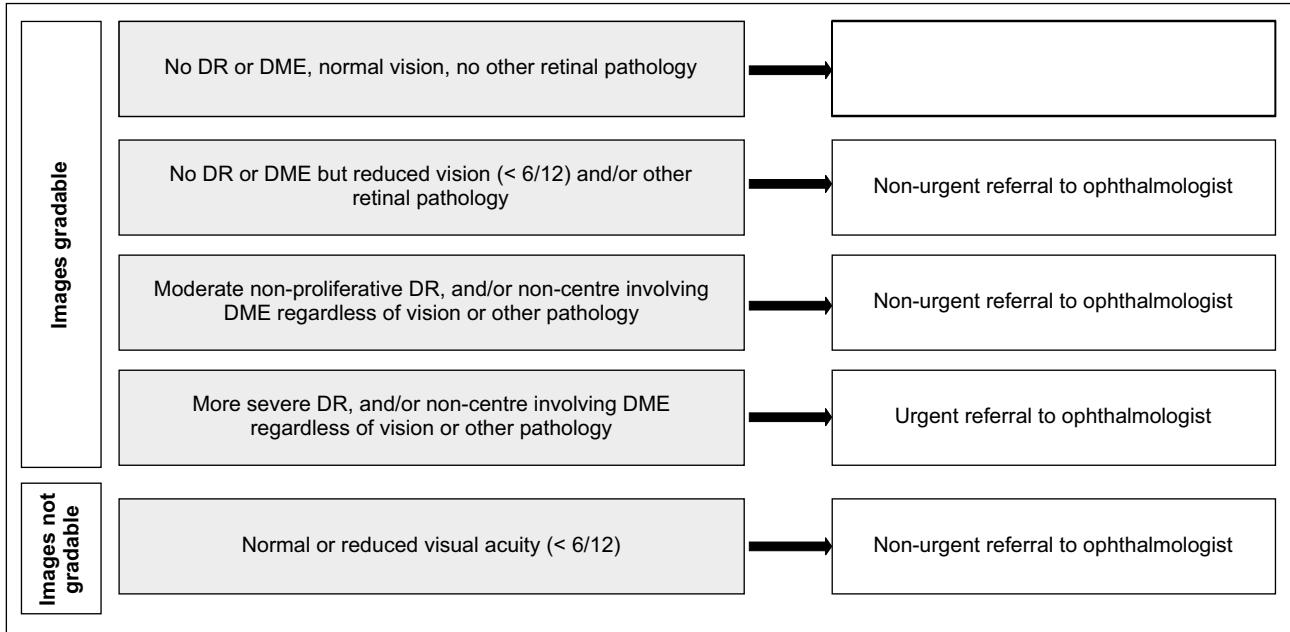 Images gradable
No DR or DME, normal vision, no other retinal pathology
No DR or DME but reduced vision (< 6/12) and/or other
retinal pathology
Non-urgent referral to ophthalmologist
Moderate non-proliferative DR, and/or non-centre involving
DME regardless of vision or other pathology
Non-urgent referral to ophthalmologist
More severe DR, and/or non-centre involving DME
regardless of vision or other pathology
Urgent referral to ophthalmologist
Images not
gradable
Normal or reduced visual acuity (< 6/12)
Non-urgent referral to ophthalmologist